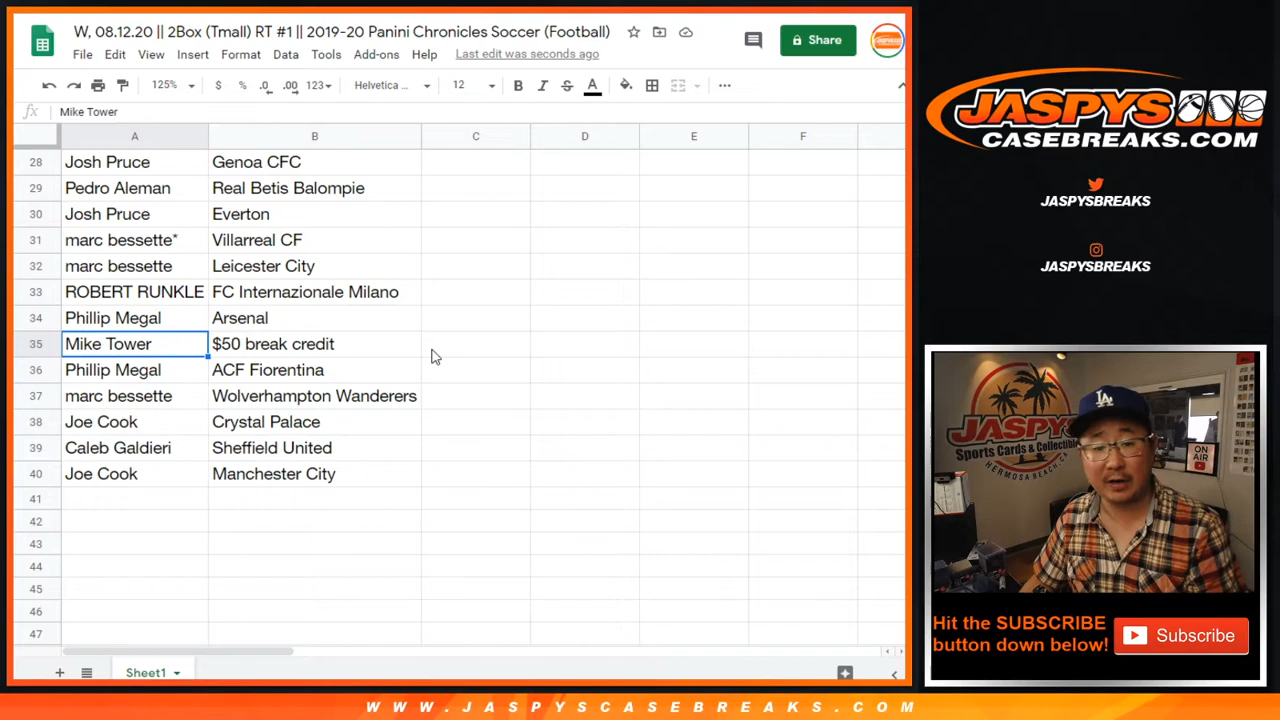 W, 08.12.20 || 2Box (Tmall) RT #1 || 2019-20 Panini Chronicles Soccer (Football)
File Edit View Insert Format Data Tools Add-ons Help Last edit was seconds ago
Share
125% $ % .0 .00 123 Helvetica ... 12 B I S A
fx Mike Tower
A B C D E F
28 Josh Pruce Genoa CFC
29 Pedro Aleman Real Betis Balompie
30 Josh Pruce Everton
31 marc bessette* Villarreal CF
32 marc bessette Leicester City
33 ROBERT RUNKLE FC Internazionale Milano
34 Phillip Megal Arsenal
35 Mike Tower $50 break credit
36 Phillip Megal ACF Fiorentina
37 marc bessette Wolverhampton Wanderers
38 Joe Cook Crystal Palace
39 Caleb Galdieri Sheffield United
40 Joe Cook Manchester City
41
42
43
44
45
46
47
Sheet1
JASPYS
CASEBREAKS.COM
JASPYSBREAKS
JASPYSBREAKS
JASPYS
Sports Cards & Collectibles
HERMOSA BEACH, CA
ON AIR
LA
Hit the SUBSCRIBE
button down below!
Subscribe
WWW.JASPYSCASEBREAKS.COM